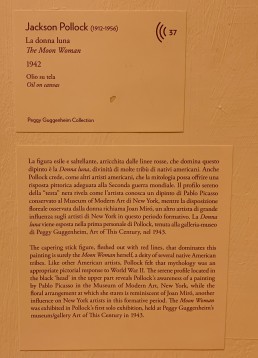 Jackson Pollock (1912-1956)
37
La donna luna
The Moon Woman
1942
Olio su tela
Oil on canvas
Peggy Guggenheim Collection
La figura esile e saltellante, arricchita dalle linee rosse, che domina questo
dipinto è la Donna luna, divinità di molte tribù di nativi americani. Anche
Pollock crede, come altri artisti americani, che la mitologia possa offrire una
risposta pittorica adeguata alla Seconda guerra mondiale. Il profilo sereno
della "testa" nera rivela come l'artista conosca un dipinto di Pablo Picasso
conservato al Museum of Modern Art di New York, mentre la disposizione
floreale osservata dalla donna richiama Joan Miró, un altro artista di grande
influenza sugli artisti di New York in questo periodo formativo. La Donna
luna viene esposta nella prima personale di Pollock, tenuta alla galleria-museo
di Peggy Guggenheim, Art of This Century, nel 1943.
The capering stick figure, fleshed out with red lines, that dominates this
painting is surely the Moon Woman herself, a deity of several native American
tribes. Like other American artists, Pollock felt that mythology was an
appropriate pictorial response to World War II. The serene profile located in
the black "head" in the upper part reveals Pollock's awareness of a painting
by Pablo Picasso in the Museum of Modern Art, New York, while the
floral arrangement at which she stares is reminiscent of Joan Miró, another
influence on New York artists in this formative period. The Moon Woman
was exhibited in Pollock's first solo exhibition, held at Peggy Guggenheim's
museum/gallery Art of This Century in 1943.